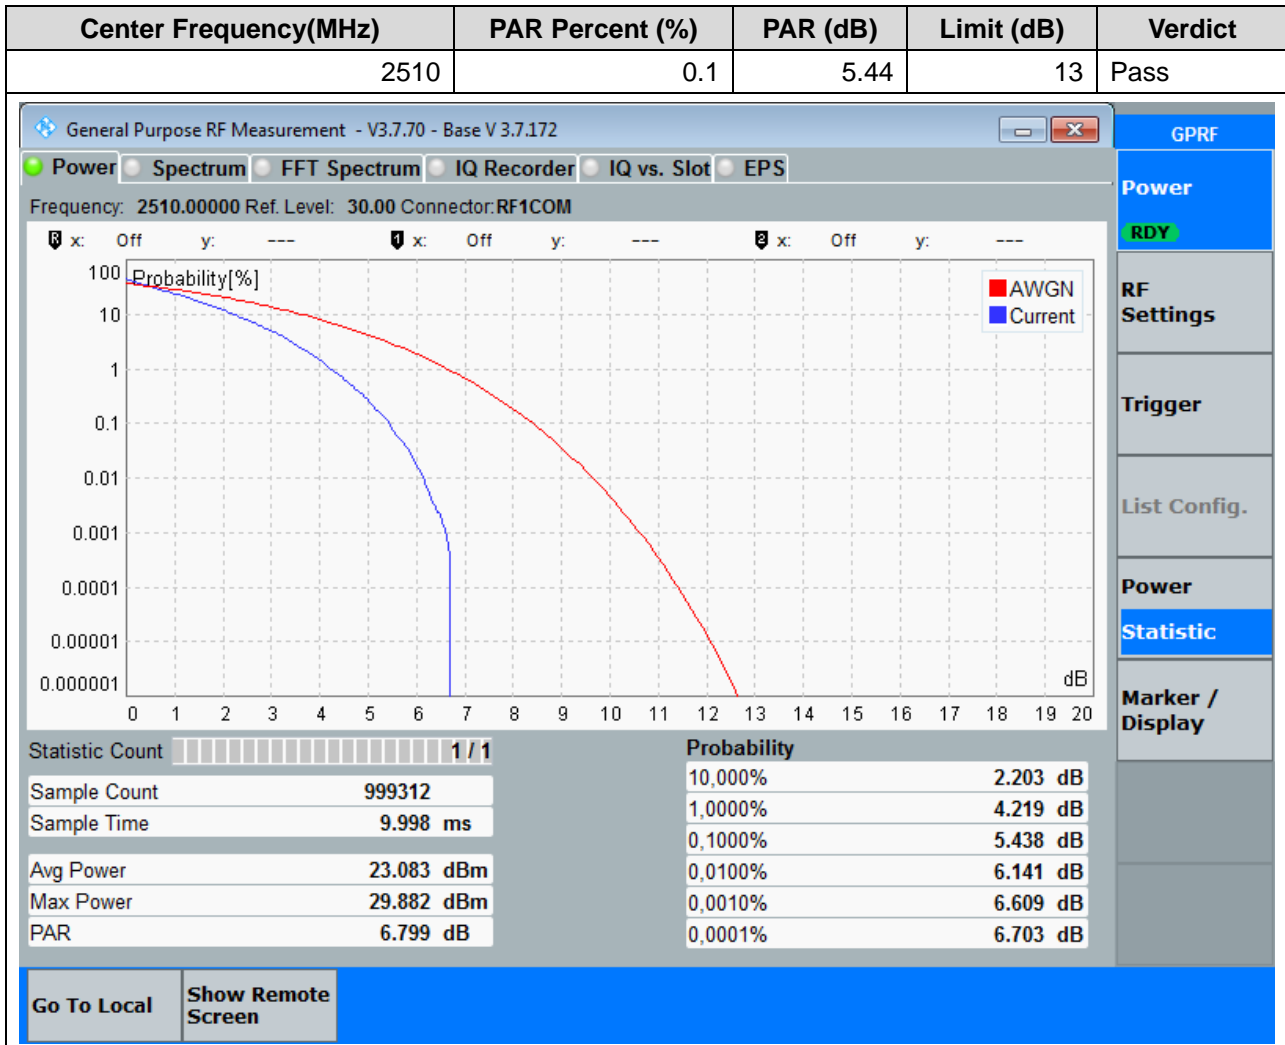 Center Frequency(MHz) PAR Percent (%) PAR (dB) Limit (dB) Verdict
2510 0.1 5.44 13 Pass
General Purpose RF Measurement - V3.7.70 - Base V 3.7.172
GPRF
Power Spectrum FFT Spectrum IQ Recorder IQ vs. Slot EPS
Frequency: 2510.00000 Ref. Level: 30.00 Connector: RF1COM
R x: Off y: --- 1 x: Off y: --- 2 x: Off y: ---
Probability[%]
AWGN
Current
100
10
1
0.1
0.01
0.001
0.0001
0.00001
0.000001
dB
0 1 2 3 4 5 6 7 8 9 10 11 12 13 14 15 16 17 18 19 20
Statistic Count 1 / 1
Sample Count 999312
Sample Time 9.998 ms
Avg Power 23.083 dBm
Max Power 29.882 dBm
PAR 6.799 dB
Probability
10,000% 2.203 dB
1,0000% 4.219 dB
0,1000% 5.438 dB
0,0100% 6.141 dB
0,0010% 6.609 dB
0,0001% 6.703 dB
Power
RDY
RF
Settings
Trigger
List Config.
Power
Statistic
Marker /
Display
Go To Local
Show Remote
Screen